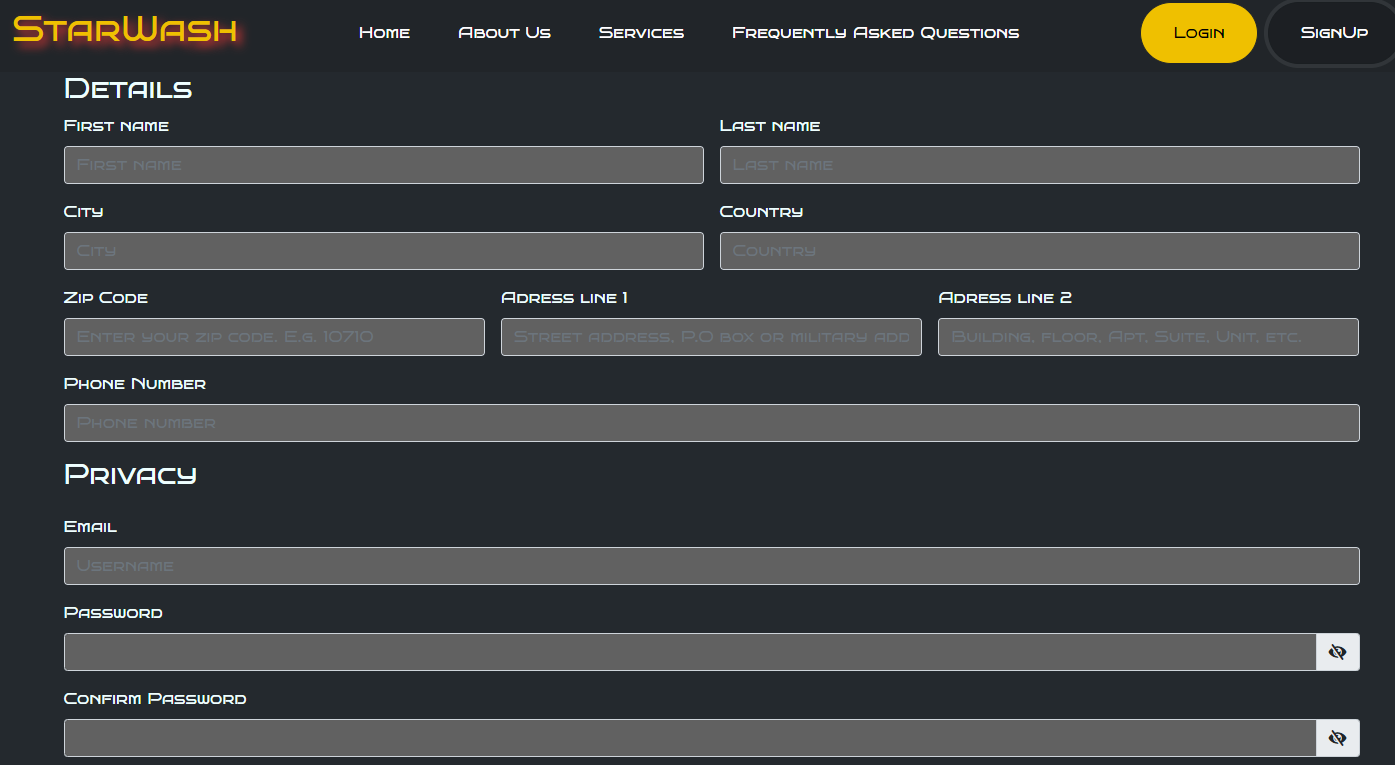 StarWash Home About Us Services Frequently Asked Questions Login SignUp
Details
First name Last name
First name Last name
City Country
City Country
Zip Code Adress line 1 Adress line 2
Enter your zip code. E.g. 10710 Street address, P.O box or military add Building, floor, Apt, Suite, Unit, etc.
Phone Number
Phone number
Privacy
Email
Username
Password
Confirm Password